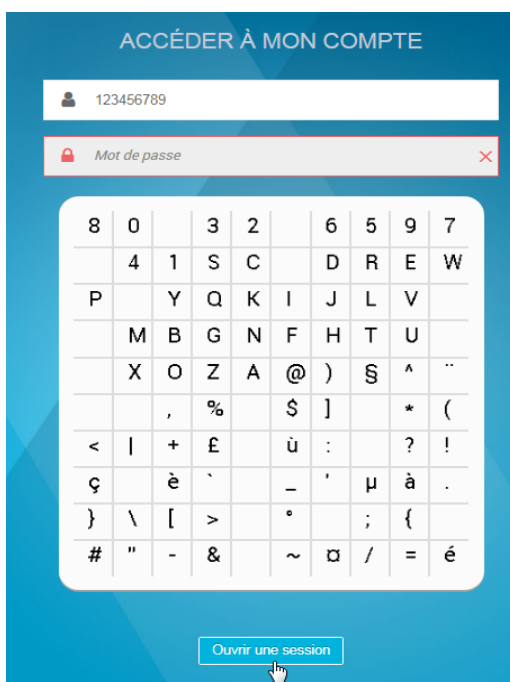 ACCÉDER À MON COMPTE
123456789
Mot de passe
8 0 3 2 6 5 9 7
4 1 S C D R E W
P Y Q K I J L V
M B G N F H T U
X O Z A @ ) § ^ ¨
, % $ ] * (
< | + £ ù : ? !
ç è ` _ ' µ à .
} \ [ > ° ; {
# " - & ~ ¤ / = é
Ouvrir une session